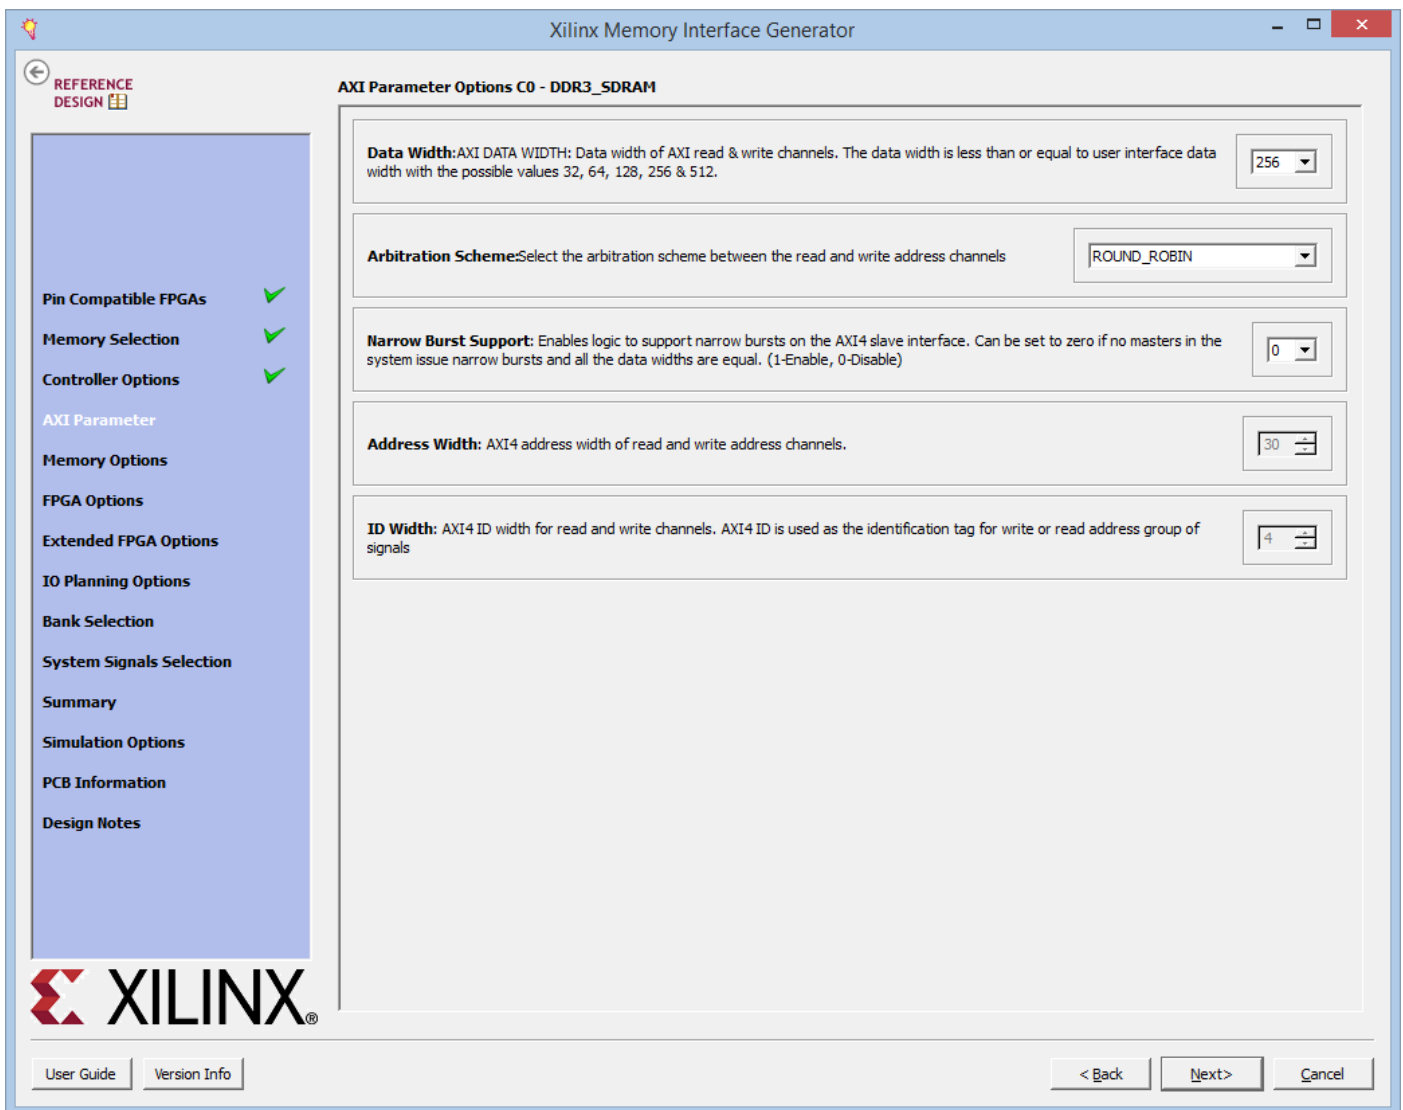 Xilinx Memory Interface Generator
REFERENCE
DESIGN
AXI Parameter Options C0 - DDR3_SDRAM
Data Width:AXI DATA WIDTH: Data width of AXI read & write channels. The data width is less than or equal to user interface data
width with the possible values 32, 64, 128, 256 & 512.
256
Arbitration Scheme:Select the arbitration scheme between the read and write address channels
ROUND_ROBIN
Narrow Burst Support: Enables logic to support narrow bursts on the AXI4 slave interface. Can be set to zero if no masters in the
system issue narrow bursts and all the data widths are equal. (1-Enable, 0-Disable)
0
Address Width: AXI4 address width of read and write address channels.
30
ID Width: AXI4 ID width for read and write channels. AXI4 ID is used as the identification tag for write or read address group of
signals
4
Pin Compatible FPGAs
Memory Selection
Controller Options
AXI Parameter
Memory Options
FPGA Options
Extended FPGA Options
IO Planning Options
Bank Selection
System Signals Selection
Summary
Simulation Options
PCB Information
Design Notes
XILINX®
User Guide
Version Info
< Back
Next>
Cancel